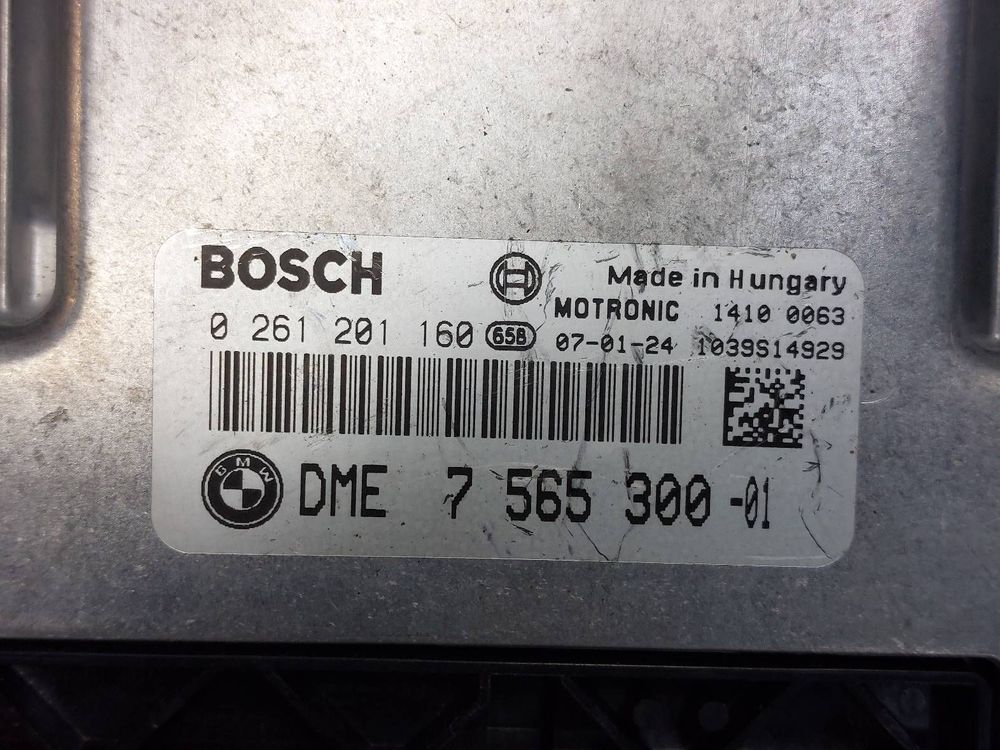 BOSCH
Made in Hungary
MOTRONIC 1410 0063
0 261 201 160 65B 07-01-24 1039S14929
BMW DME 7 565 300 -01